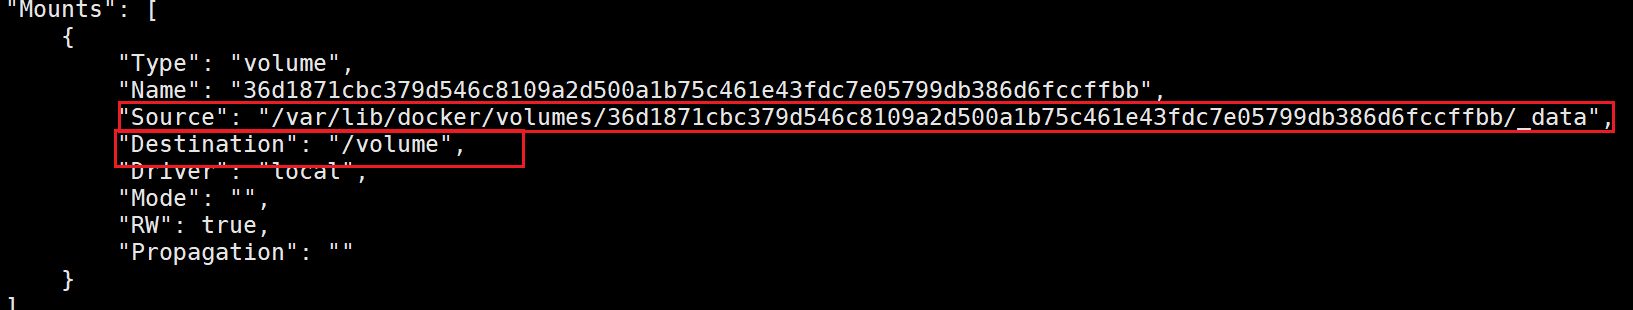 "Mounts": [
{
"Type": "volume",
"Name": "36d1871cbc379d546c8109a2d500a1b75c461e43fdc7e05799db386d6fccffbb",
"Source": "/var/lib/docker/volumes/36d1871cbc379d546c8109a2d500a1b75c461e43fdc7e05799db386d6fccffbb/_data",
"Destination": "/volume",
"Driver": "local",
"Mode": "",
"RW": true,
"Propagation": ""
}
]